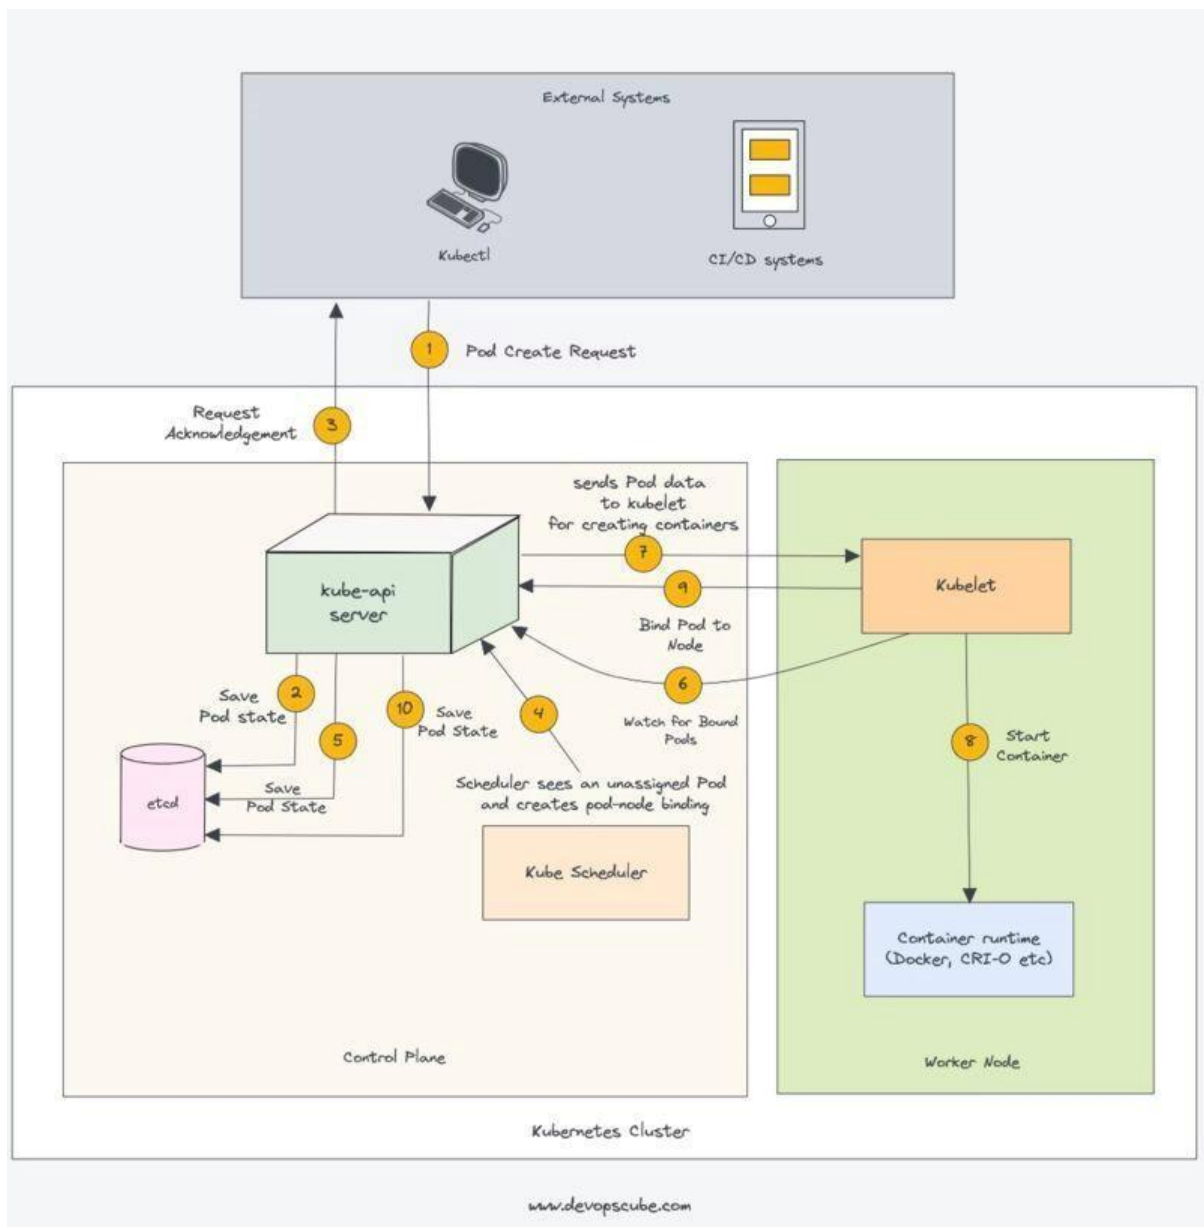 External Systems
Kubectl
CI/CD systems
1
Pod Create Request
Request
Acknowledgement
3
sends Pod data
to kubelet
for creating containers
7
kube-api
server
9
Kubelet
Bind Pod to
Node
6
Watch for Bound
Pods
2
Save
Pod state
10
Save
Pod State
4
5
8
Start
Container
Scheduler sees an unassigned Pod
and creates pod-node binding
etcd
Save
Pod State
Kube Scheduler
Container runtime
(Docker, CRI-O etc)
Control Plane
Worker Node
Kubernetes Cluster
www.devopscube.com